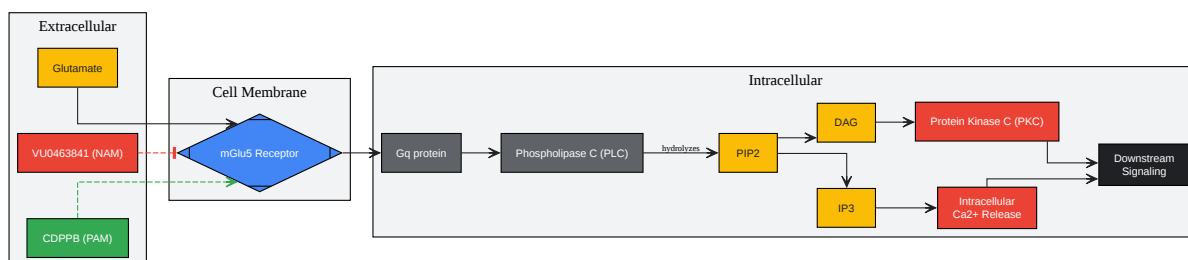 Extracellular
Glutamate
VU0463841 (NAM)
CDPPB (PAM)
Cell Membrane
mGlu5 Receptor
Intracellular
Gq protein
Phospholipase C (PLC)
hydrolyzes
PIP2
DAG
IP3
Protein Kinase C (PKC)
Intracellular
Ca2+ Release
Downstream
Signaling